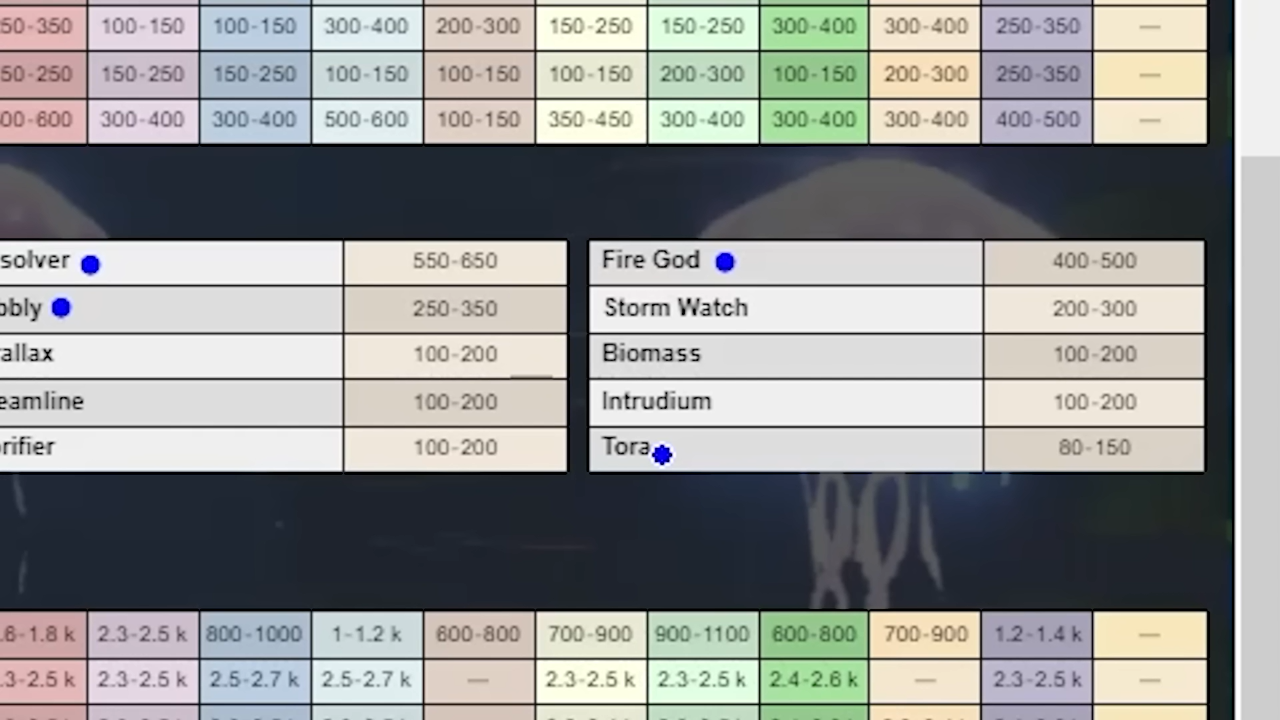 50-350 100-150 100-150 300-400 200-300 150-250 150-250 300-400 300-400 250-350 —
50-250 150-250 150-250 100-150 100-150 100-150 200-300 100-150 200-300 250-350 —
00-600 300-400 300-400 500-600 100-150 350-450 300-400 300-400 300-400 400-500 —
solver 550-650 Fire God 400-500
bbly 250-350 Storm Watch 200-300
allax 100-200 Biomass 100-200
eamline 100-200 Intrudium 100-200
rifier 100-200 Tora 80-150
.6-1.8 k 2.3-2.5 k 800-1000 1-1.2 k 600-800 700-900 900-1100 600-800 700-900 1.2-1.4 k —
.3-2.5 k 2.3-2.5 k 2.5-2.7 k 2.5-2.7 k — 2.3-2.5 k 2.3-2.5 k 2.4-2.6 k — 2.3-2.5 k —